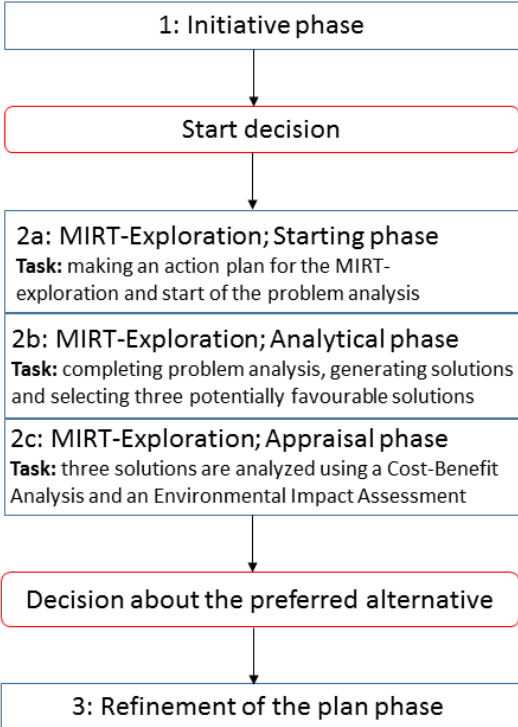 1: Initiative phase
Start decision
2a: MIRT-Exploration; Starting phase
Task: making an action plan for the MIRT-
exploration and start of the problem analysis
2b: MIRT-Exploration; Analytical phase
Task: completing problem analysis, generating solutions
and selecting three potentially favourable solutions
2c: MIRT-Exploration; Appraisal phase
Task: three solutions are analyzed using a Cost-Benefit
Analysis and an Environmental Impact Assessment
Decision about the preferred alternative
3: Refinement of the plan phase